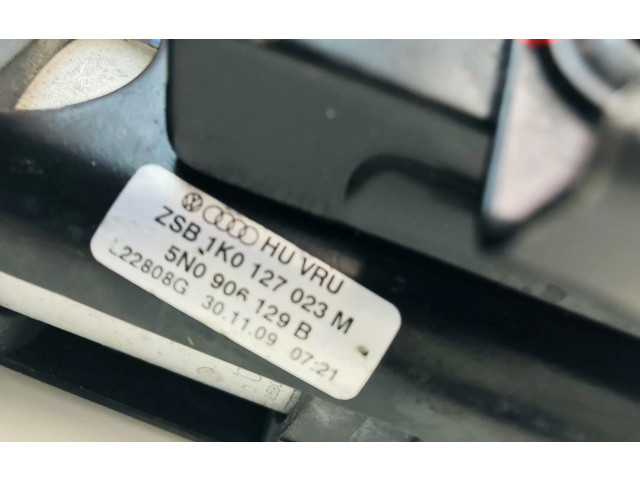 HU VRU
ZSB 1K0 127 023 M
5N0 906 129 B
L22808G 30.11.09 07:21